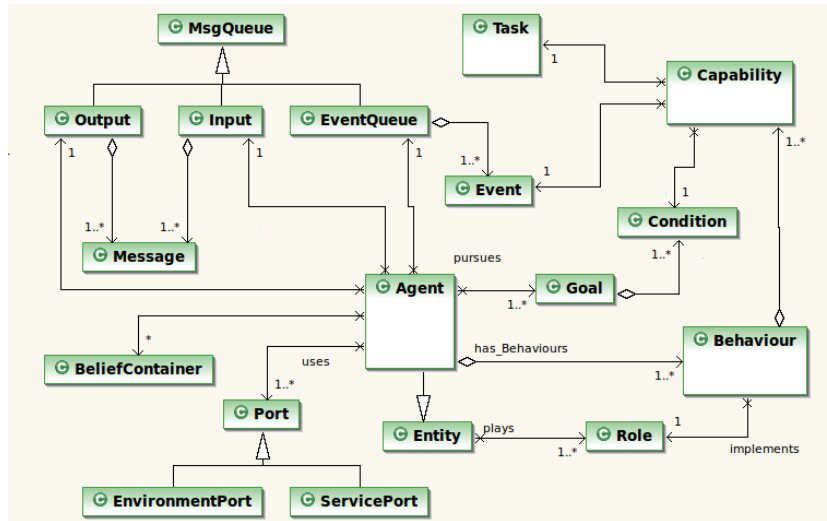 C MsgQueue
C Task
C Capability
C Output
C Input
C EventQueue
1
1
1
1
1..*
1
1..*
C Event
1
C Condition
1..*
1..*
C Message
pursues
1..*
C Agent
1..*
C Goal
*
uses
has_Behaviours
C Behaviour
C BeliefContainer
1..*
1..*
C Port
plays
1
C Entity
1..*
C Role
implements
C EnvironmentPort
C ServicePort